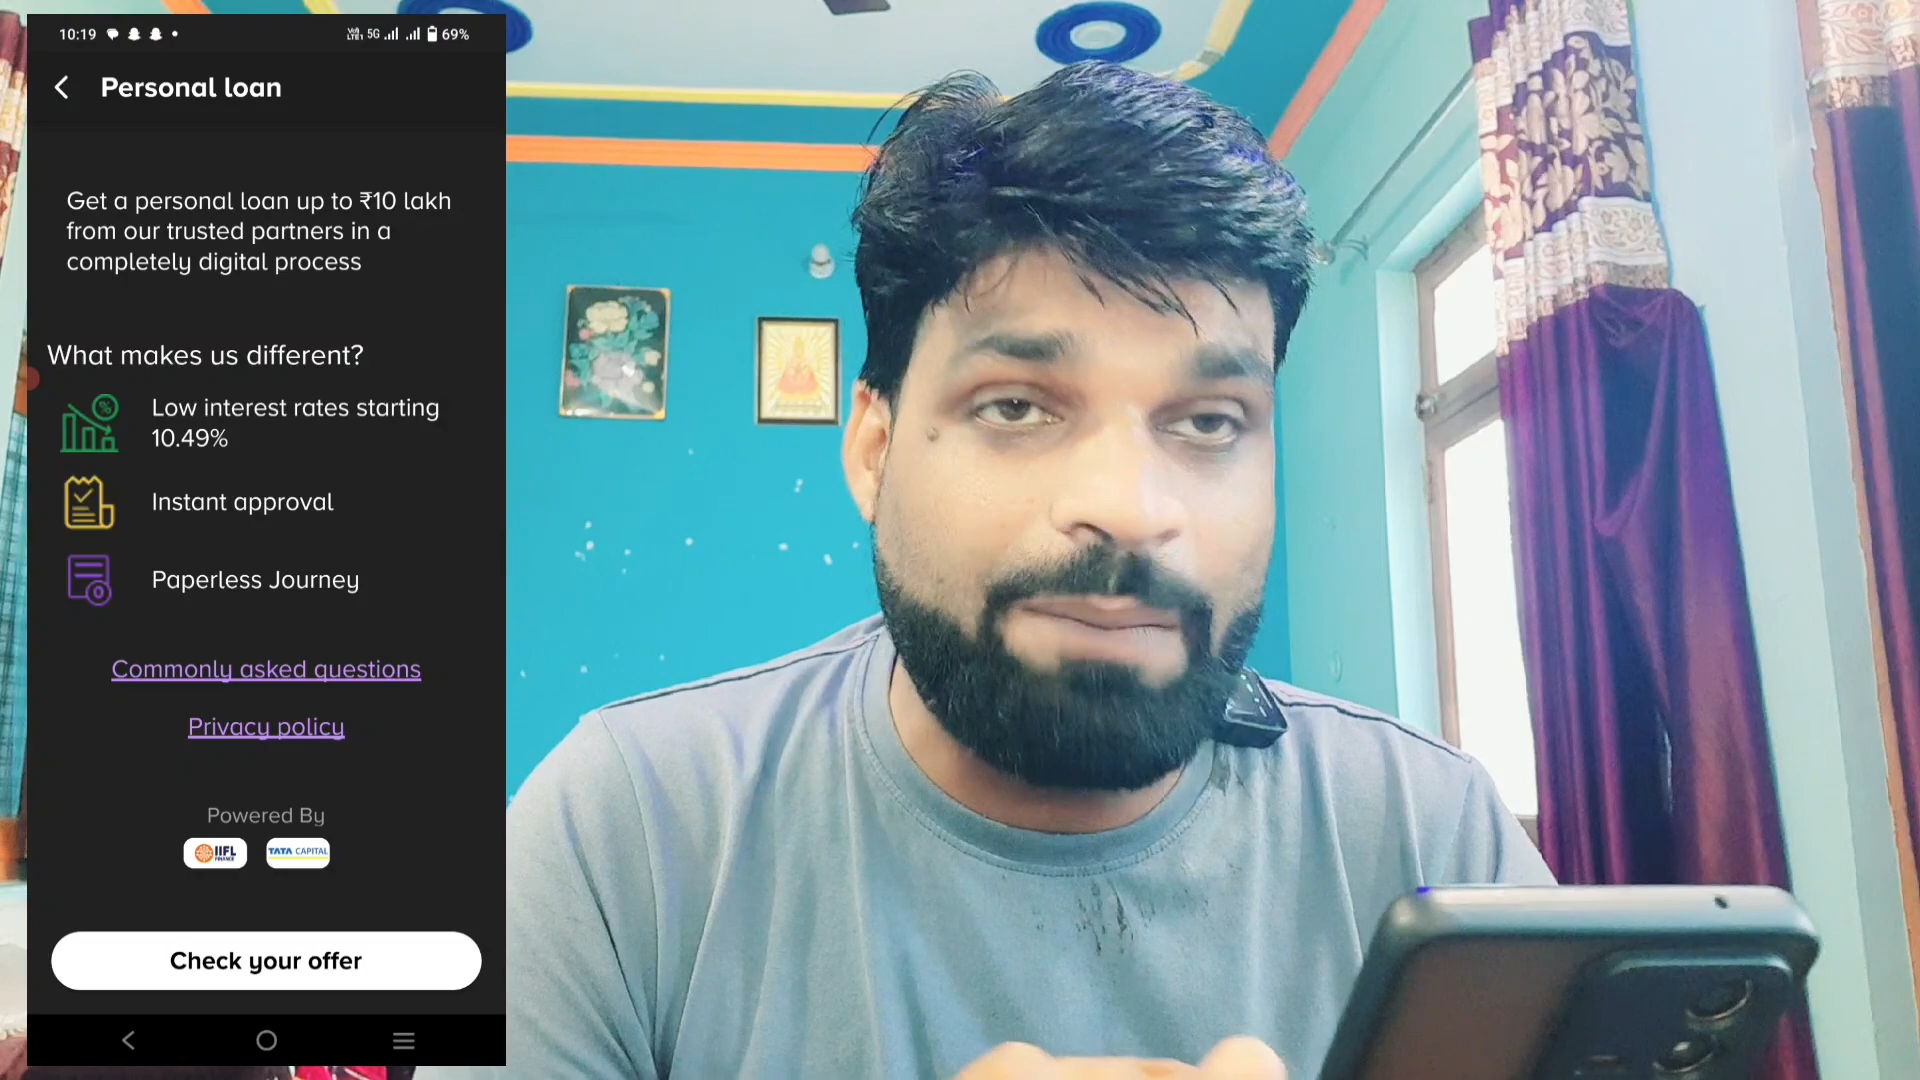 10:19
5G
69%
Personal loan
Get a personal loan up to ₹10 lakh
from our trusted partners in a
completely digital process
What makes us different?
Low interest rates starting
10.49%
Instant approval
Paperless Journey
Commonly asked questions
Privacy policy
Powered By
IIFL
FINANCE
TATA CAPITAL
Check your offer